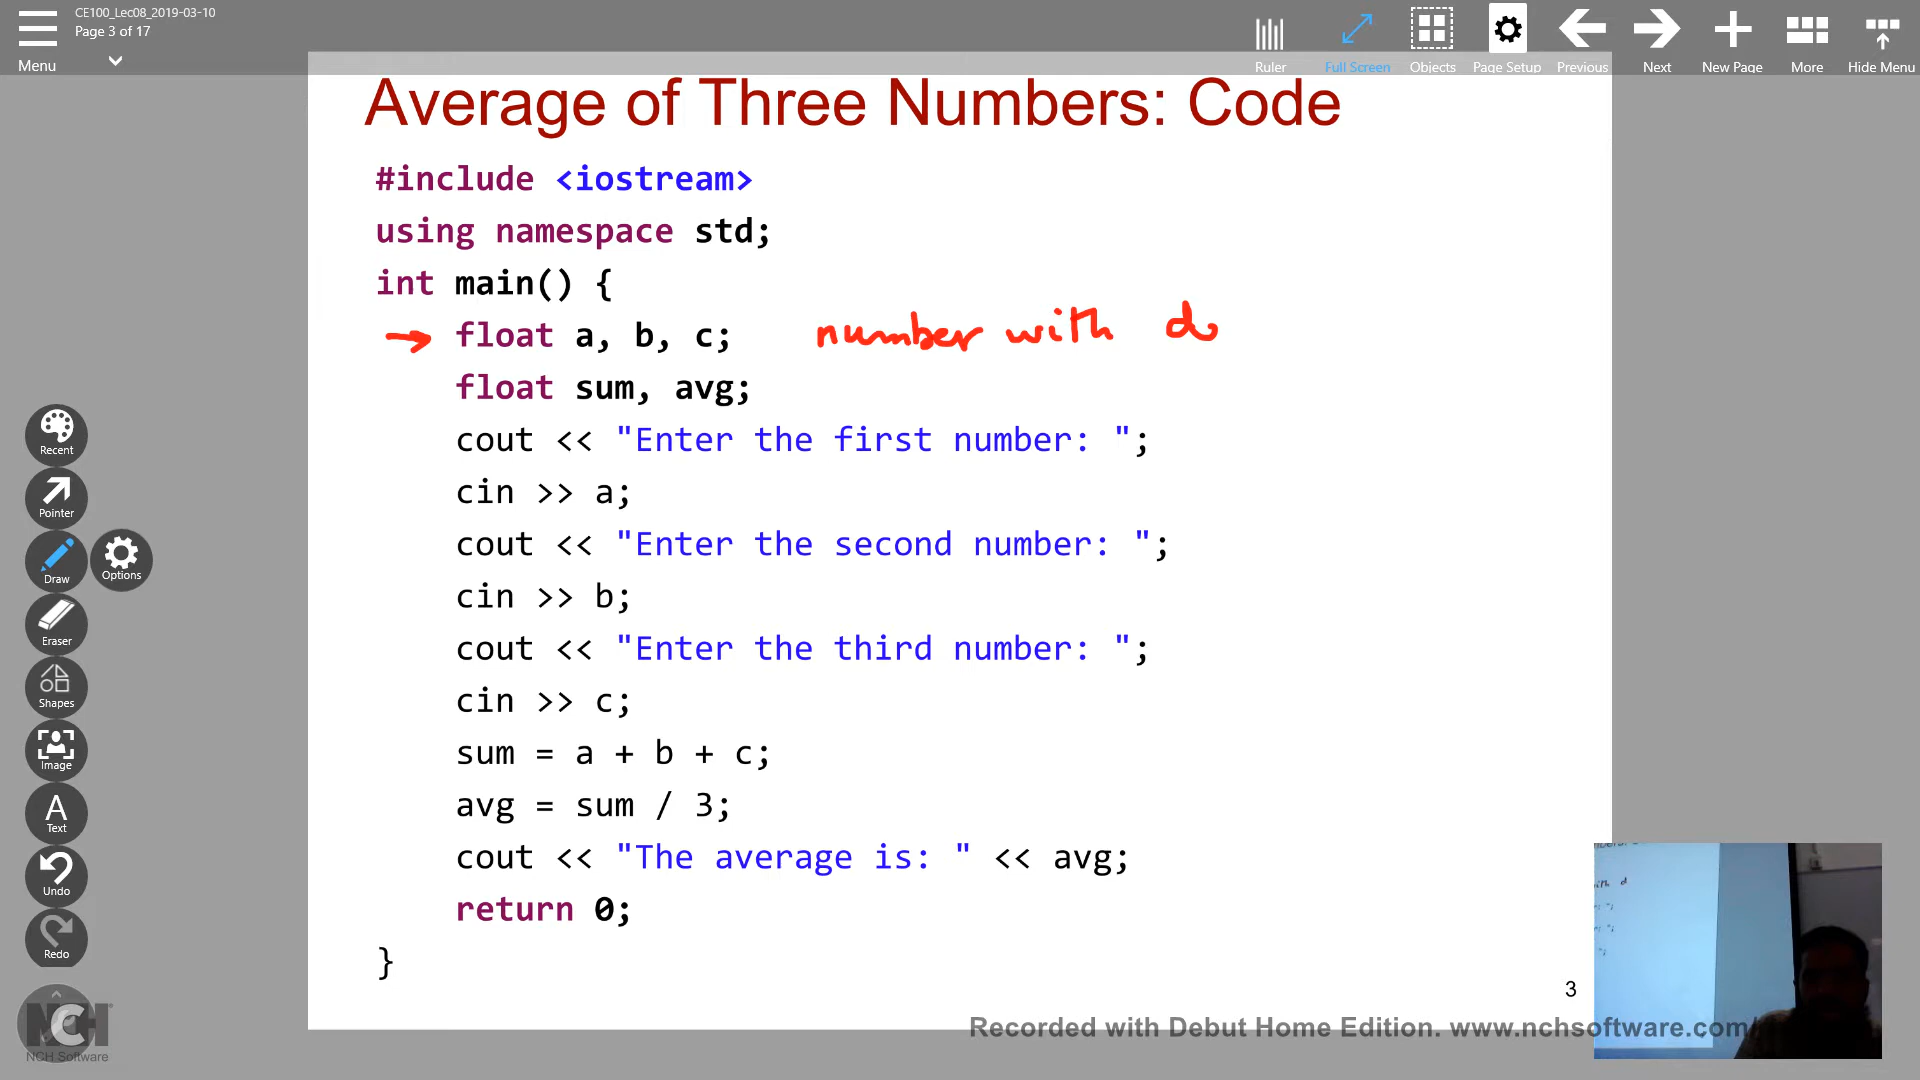 CE100_Lec08_2019-03-10
Page 3 of 17
Menu
Ruler
Full Screen
Objects
Page Setup
Previous
Next
New Page
More
Hide Menu
Average of Three Numbers: Code
#include <iostream>
using namespace std;
int main() {
float a, b, c; number with
float sum, avg;
cout << "Enter the first number: ";
cin >> a;
cout << "Enter the second number: ";
cin >> b;
cout << "Enter the third number: ";
cin >> c;
sum = a + b + c;
avg = sum / 3;
cout << "The average is: " << avg;
return 0;
}
Recent
Pointer
Draw
Options
Eraser
Shapes
Image
Text
Undo
Redo
NCH
NCH Software
3
Recorded with Debut Home Edition. www.nchsoftware.com/